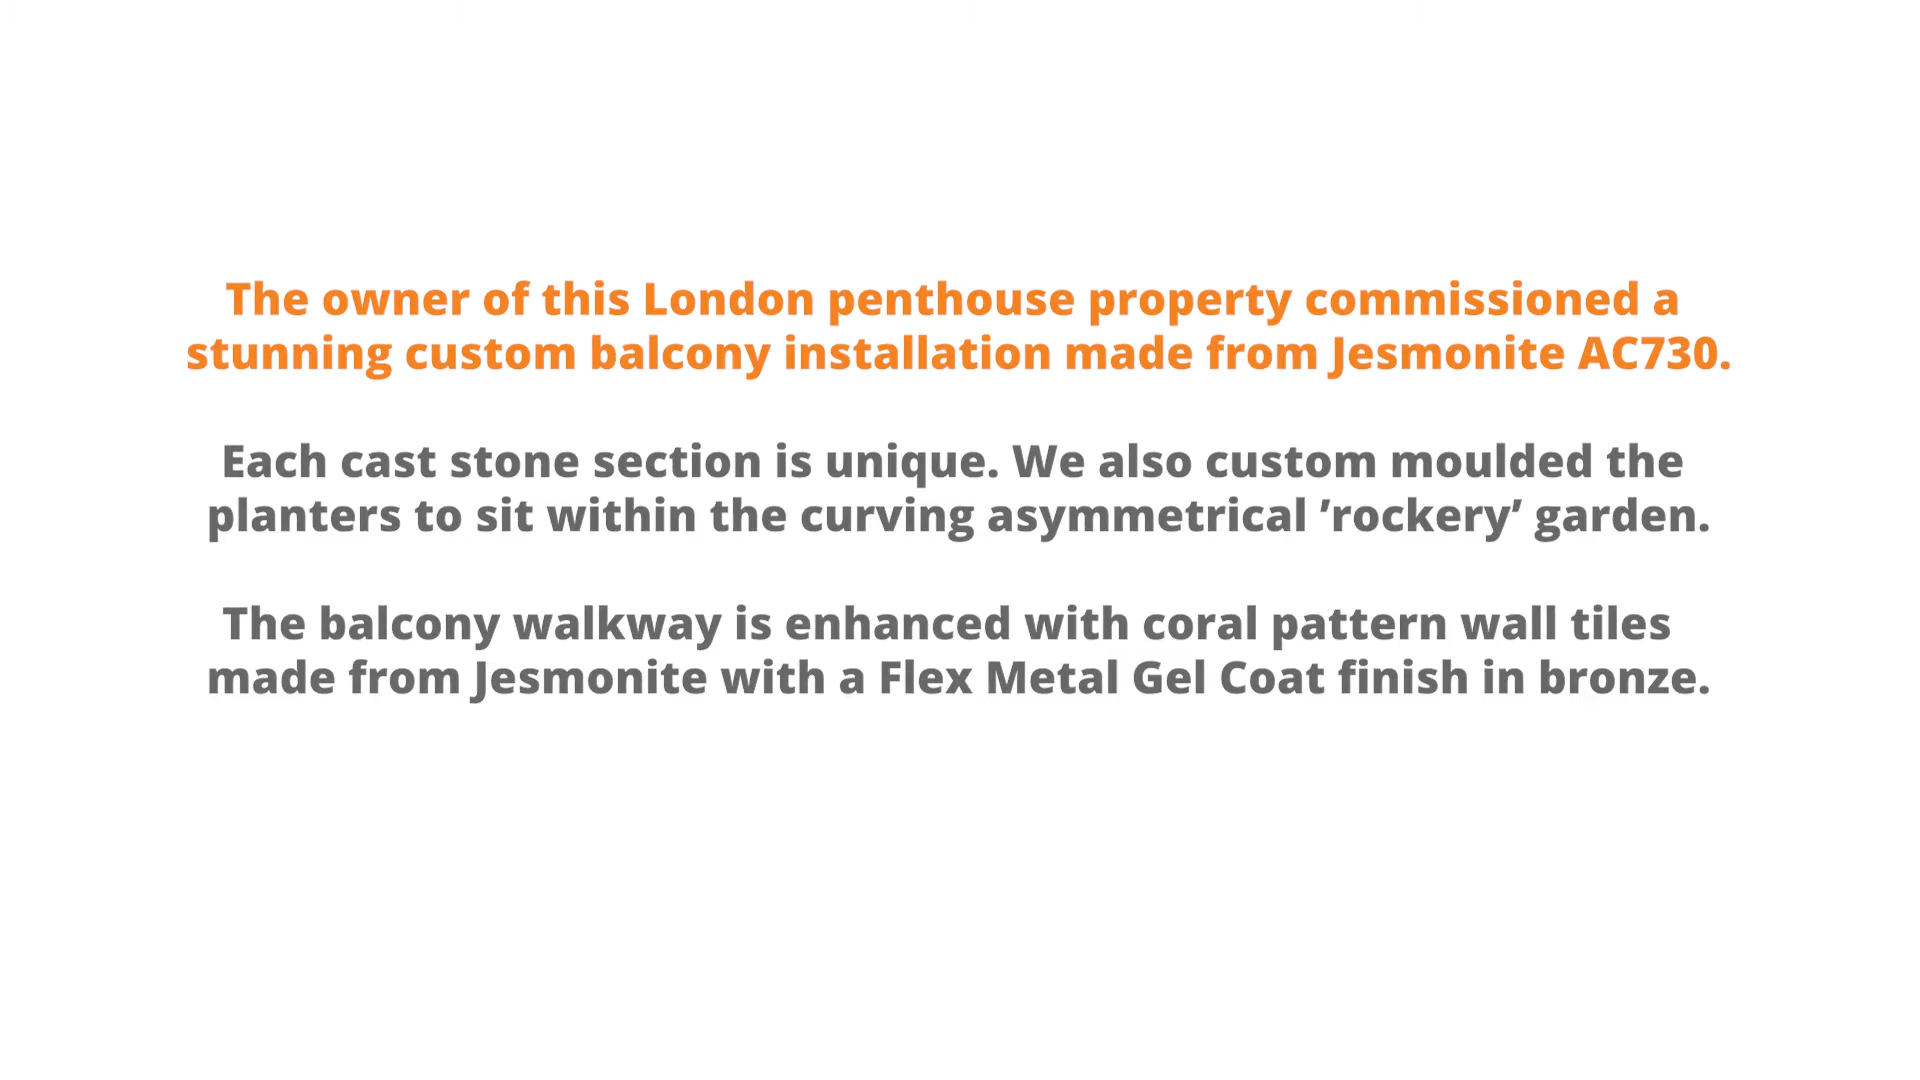 The owner of this London penthouse property commissioned a
stunning custom balcony installation made from Jesmonite AC730.
Each cast stone section is unique. We also custom moulded the
planters to sit within the curving asymmetrical ’rockery’ garden.
The balcony walkway is enhanced with coral pattern wall tiles
made from Jesmonite with a Flex Metal Gel Coat finish in bronze.